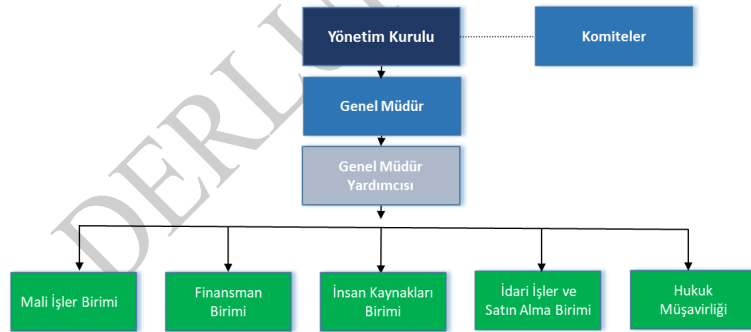 Yönetim Kurulu
Komiteler
Genel Müdür
Genel Müdür
Yardımcısı
Mali İşler Birimi
Finansman
Birimi
İnsan Kaynakları
Birimi
İdari İşler ve
Satın Alma Birimi
Hukuk
Müşavirliği